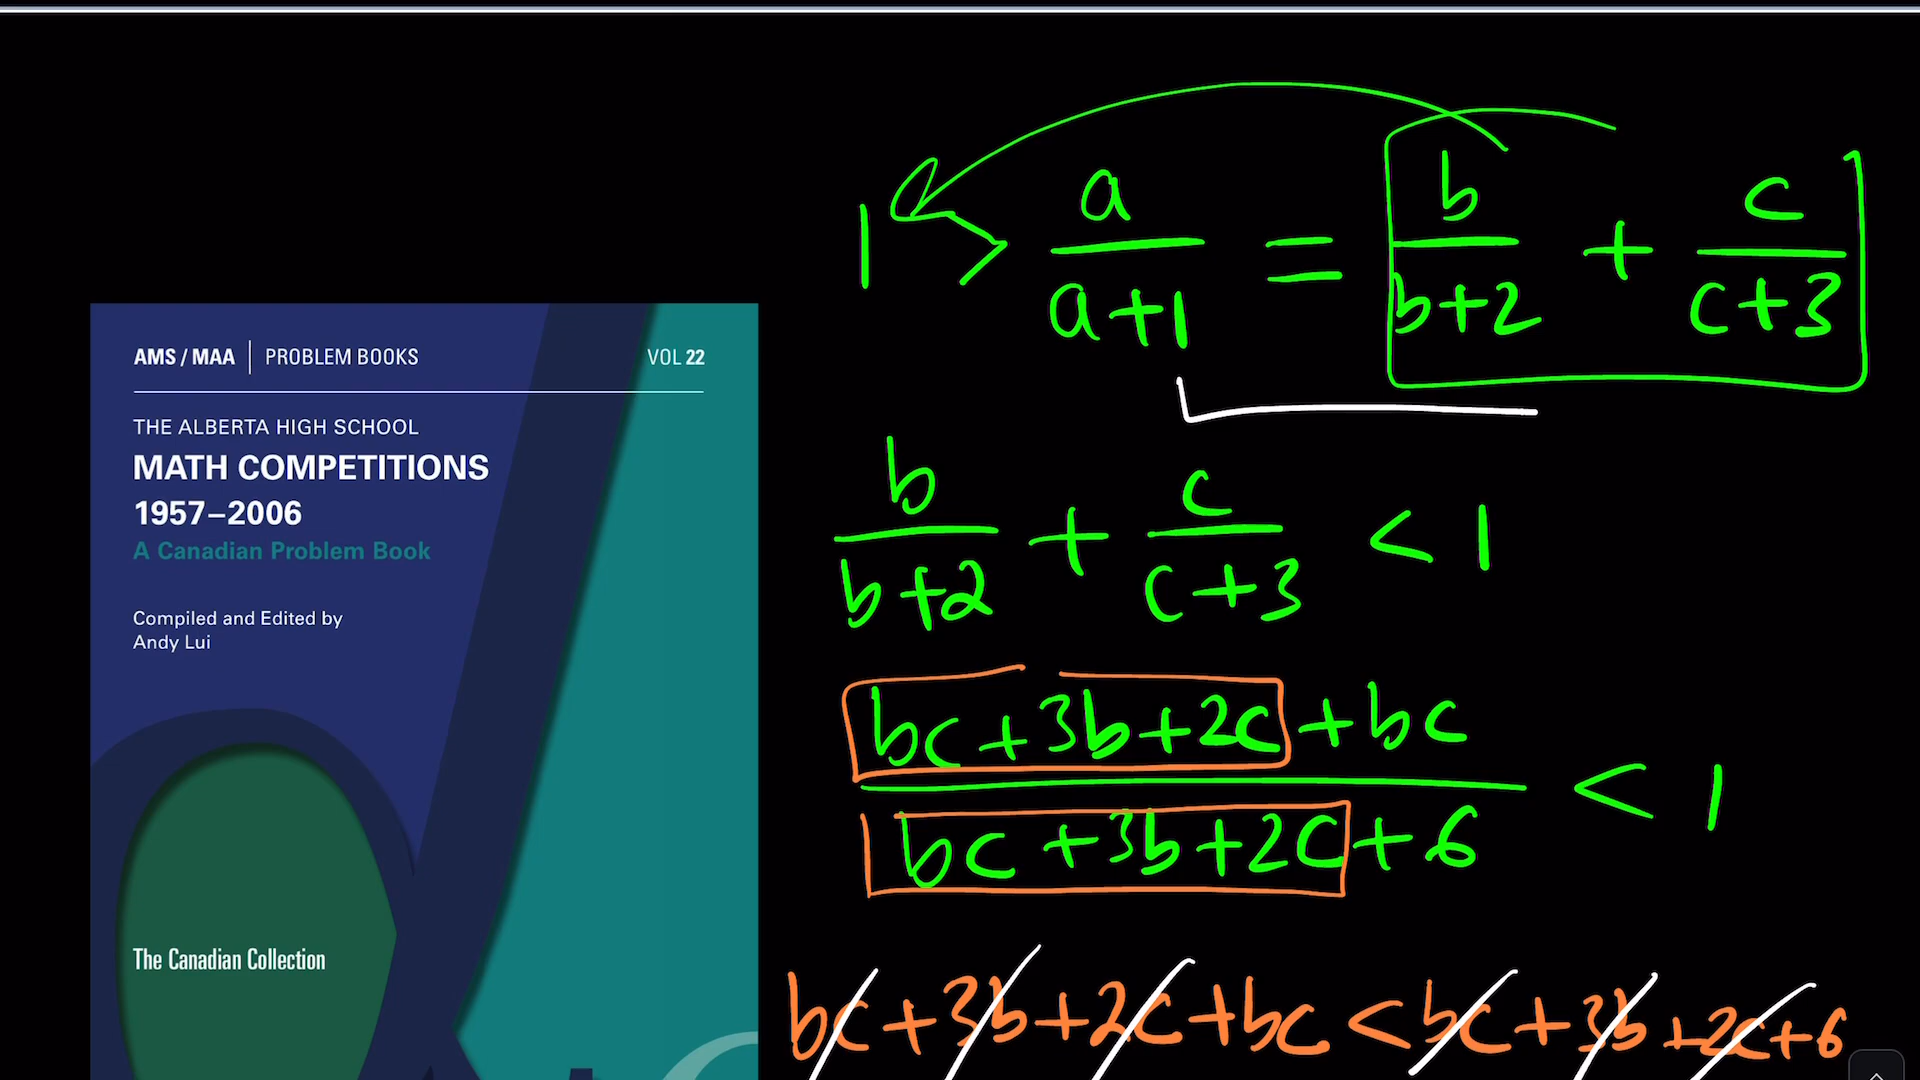 AMS / MAA | PROBLEM BOOKS VOL 22
THE ALBERTA HIGH SCHOOL
MATH COMPETITIONS
1957–2006
A Canadian Problem Book
Compiled and Edited by
Andy Lui
The Canadian Collection
1 > a/(a+1) = b/(b+2) + c/(c+3)
b/(b+2) + c/(c+3) < 1
(bc+3b+2c+bc)/(bc+3b+2c+6) < 1
bc+3b+2c+bc < bc+3b+2c+6